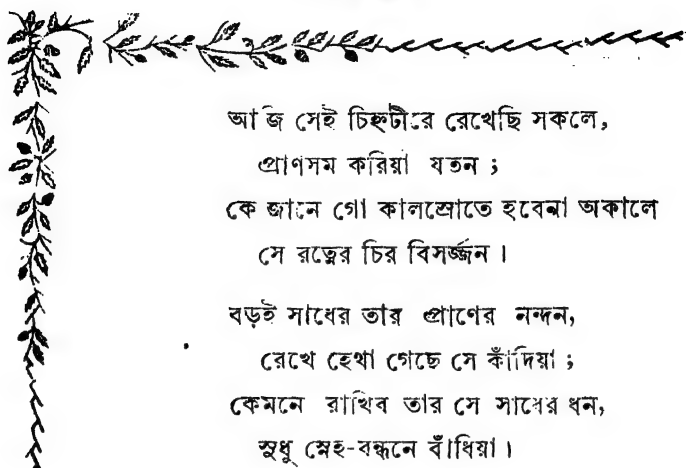 আজি সেই চিহ্নটীরে রেখেছি সকলে,
প্রাণসম করিয়া যতন ;
কে জানে গো কালস্রোতে হবেনা অকালে
সে রত্নের চির বিসর্জ্জন ।
বড়ই সাধের তার প্রাণের নন্দন,
রেখে হেথা গেছে সে কাঁদিয়া ;
কেমনে রাখিব তার সে সাধের ধন,
সুধু স্নেহ-বন্ধনে বাঁধিয়া ।